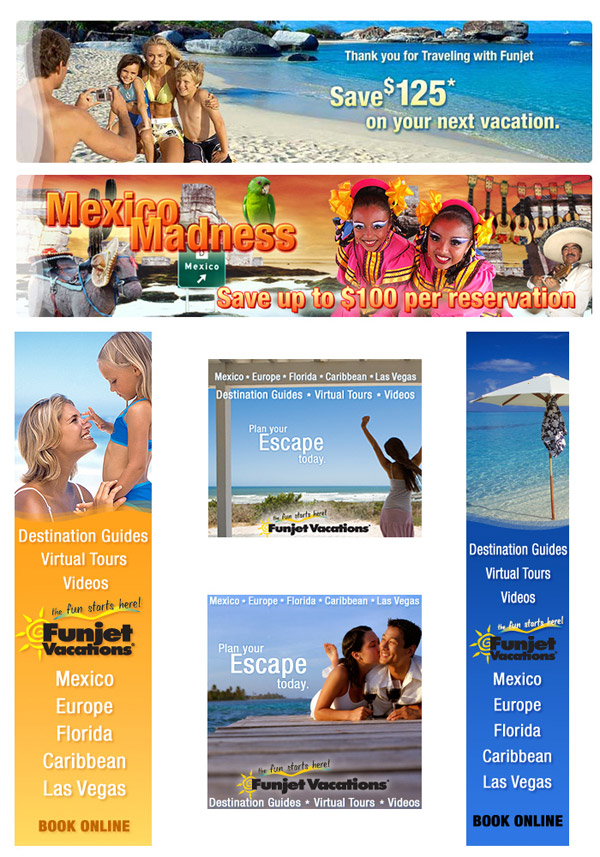 Thank you for Traveling with Funjet
Save $125*
on your next vacation.
Mexico
Madness
Mexico
Save up to $100 per reservation
Destination Guides
Virtual Tours
Videos
the fun starts here!
Funjet
Vacations®
Mexico
Europe
Florida
Caribbean
Las Vegas
BOOK ONLINE
Mexico • Europe • Florida • Caribbean • Las Vegas
Destination Guides • Virtual Tours • Videos
Plan your
Escape
today.
the fun starts here!
Funjet Vacations®
Mexico • Europe • Florida • Caribbean • Las Vegas
Plan your
Escape
today.
the fun starts here!
Funjet Vacations®
Destination Guides • Virtual Tours • Videos
Destination Guides
Virtual Tours
Videos
the fun starts here!
Funjet
Vacations®
Mexico
Europe
Florida
Caribbean
Las Vegas
BOOK ONLINE